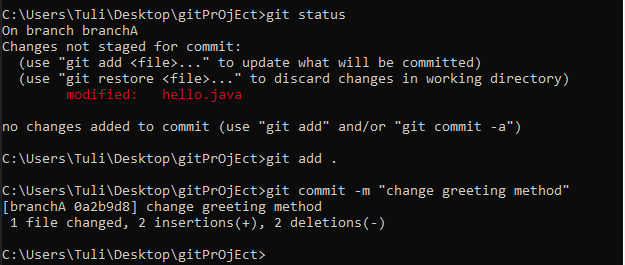 C:\Users\Tuli\Desktop\gitPrOjEct>git status
On branch branchA
Changes not staged for commit:
  (use "git add <file>..." to update what will be committed)
  (use "git restore <file>..." to discard changes in working directory)
        modified:   hello.java

no changes added to commit (use "git add" and/or "git commit -a")

C:\Users\Tuli\Desktop\gitPrOjEct>git add .

C:\Users\Tuli\Desktop\gitPrOjEct>git commit -m "change greeting method"
[branchA 0a2b9d8] change greeting method
 1 file changed, 2 insertions(+), 2 deletions(-)

C:\Users\Tuli\Desktop\gitPrOjEct>